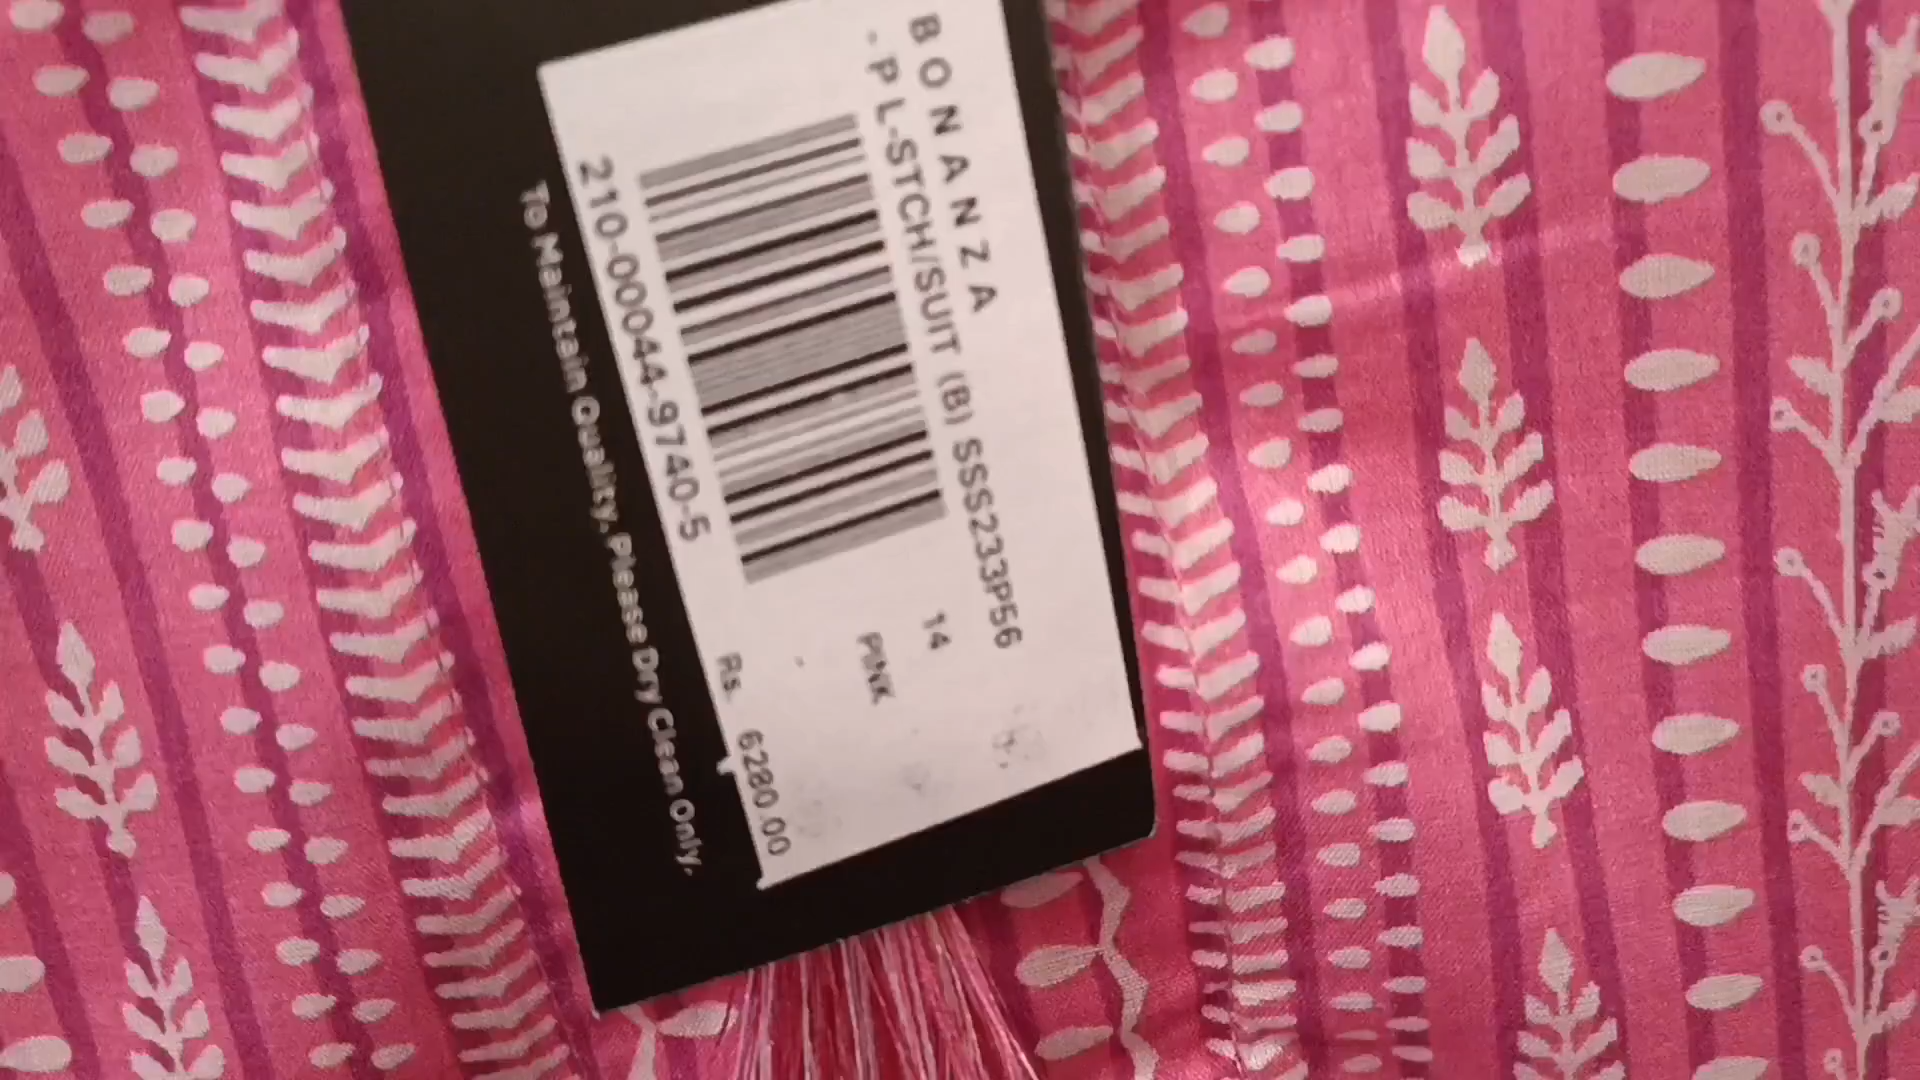 B O N A N Z A
- P L-STCH/SUIT (B) SSS233P56
14
PINK
210-00044-9740-5
Rs. 6280.00
To Maintain Quality, Please Dry Clean Only.